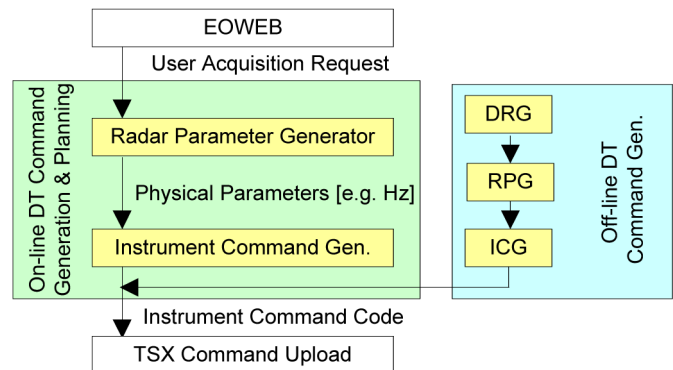 EOWEB
User Acquisition Request
On-line DT Command
Generation & Planning
Radar Parameter Generator
Physical Parameters [e.g. Hz]
Instrument Command Gen.
Instrument Command Code
TSX Command Upload
DRG
RPG
ICG
Off-line DT
Command Gen.